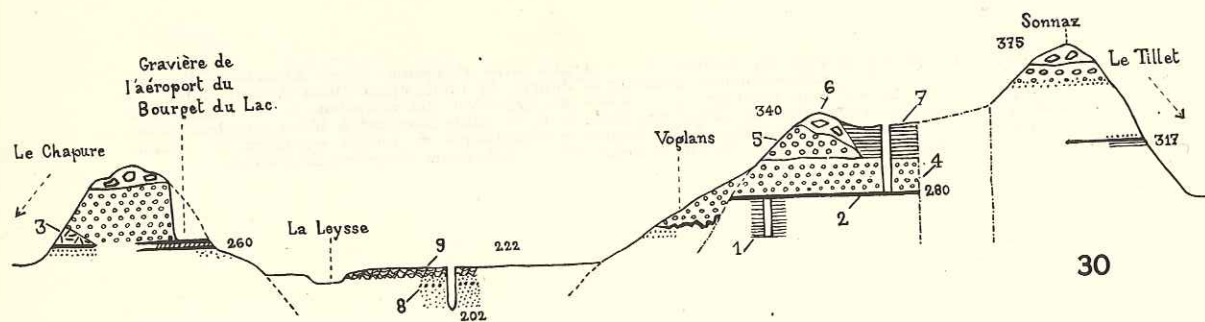 Sonnaz
375
Le Tillet
Gravière de
l'aéroport du
Bourget du Lac.
6
7
340
5
Voglans
317
Le Chapure
4
280
2
3
260
La Leysse
9
222
1
8
202
30